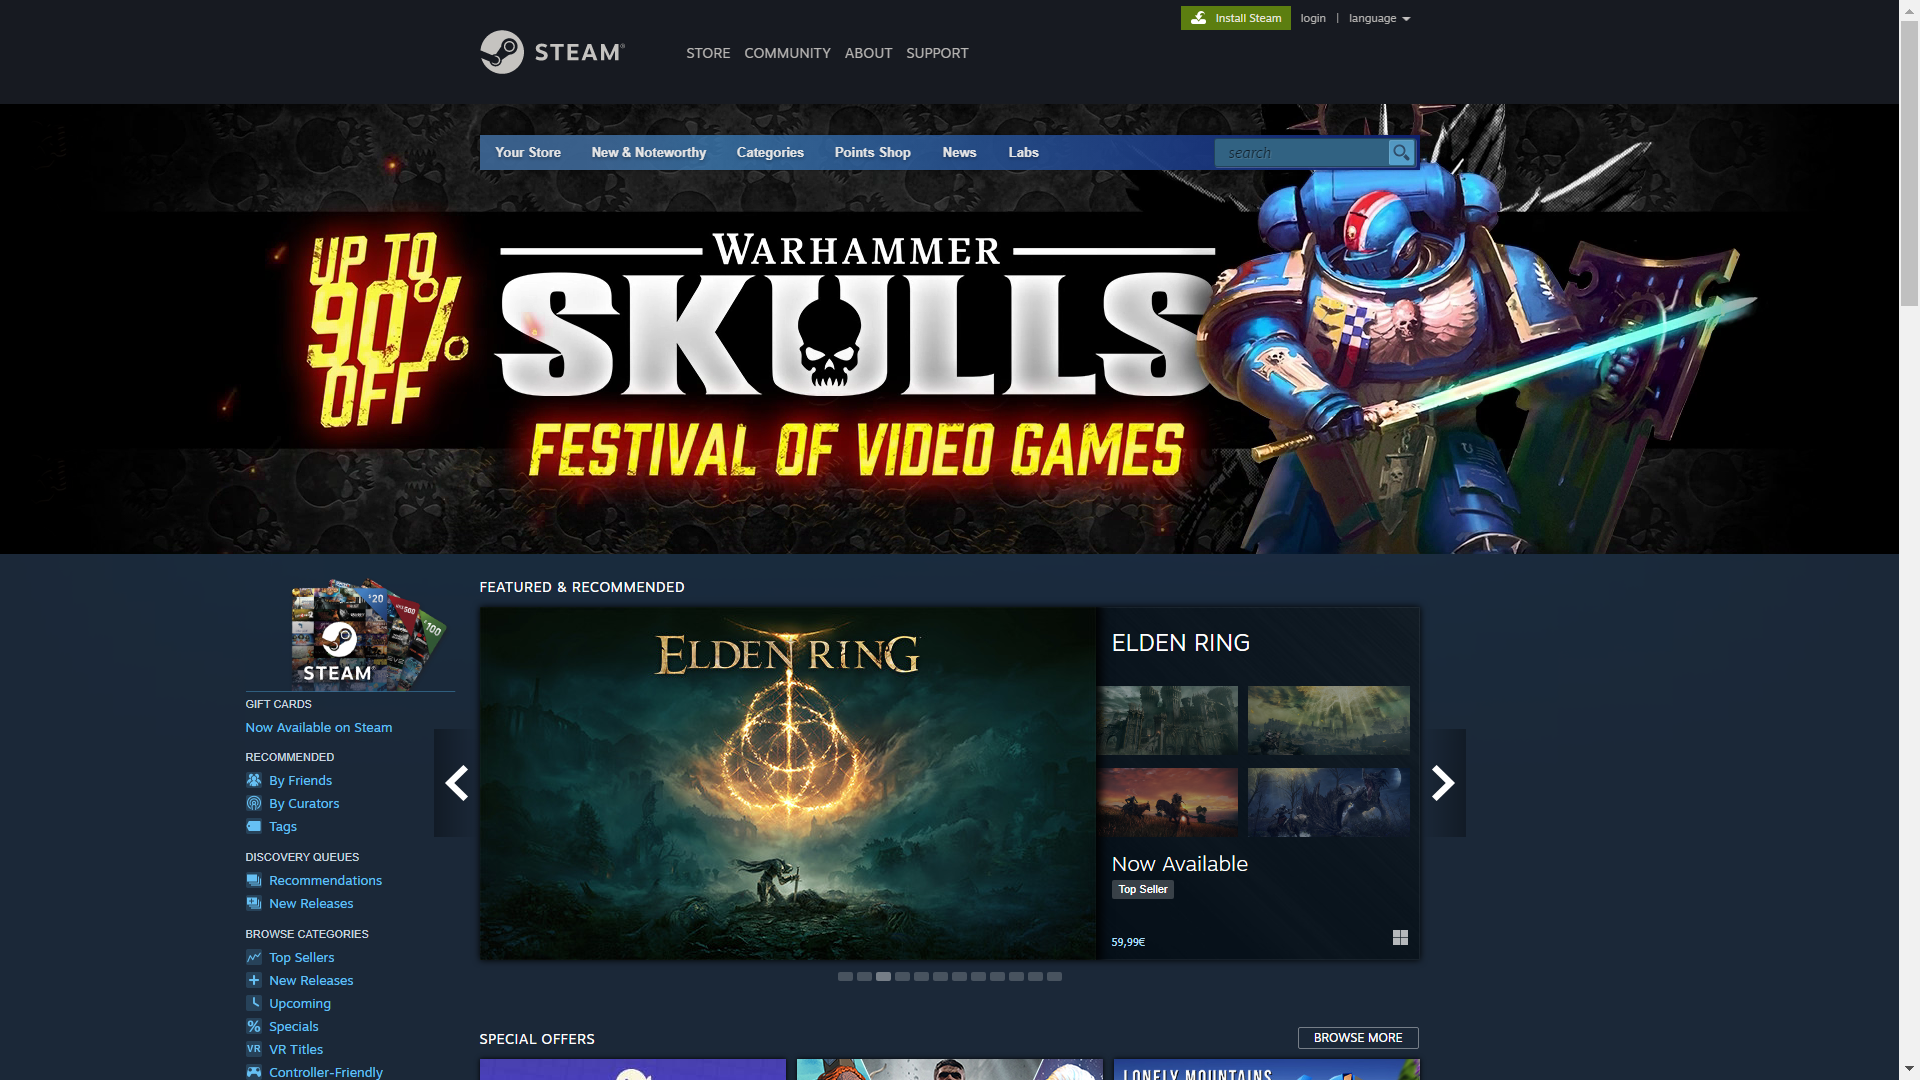 Install Steam
login | language
STEAM®
STORE COMMUNITY ABOUT SUPPORT
Your Store New & Noteworthy Categories Points Shop News Labs
search
UP TO
90%
OFF
WARHAMMER
SKULLS
FESTIVAL OF VIDEO GAMES
$20
$100
STEAM
GIFT CARDS
Now Available on Steam
RECOMMENDED
By Friends
By Curators
Tags
DISCOVERY QUEUES
Recommendations
New Releases
BROWSE CATEGORIES
Top Sellers
New Releases
Upcoming
% Specials
VR VR Titles
Controller-Friendly
FEATURED & RECOMMENDED
ELDEN RING
ELDEN RING
Now Available
Top Seller
59,99€
SPECIAL OFFERS
BROWSE MORE
LONELY MOUNTAINS